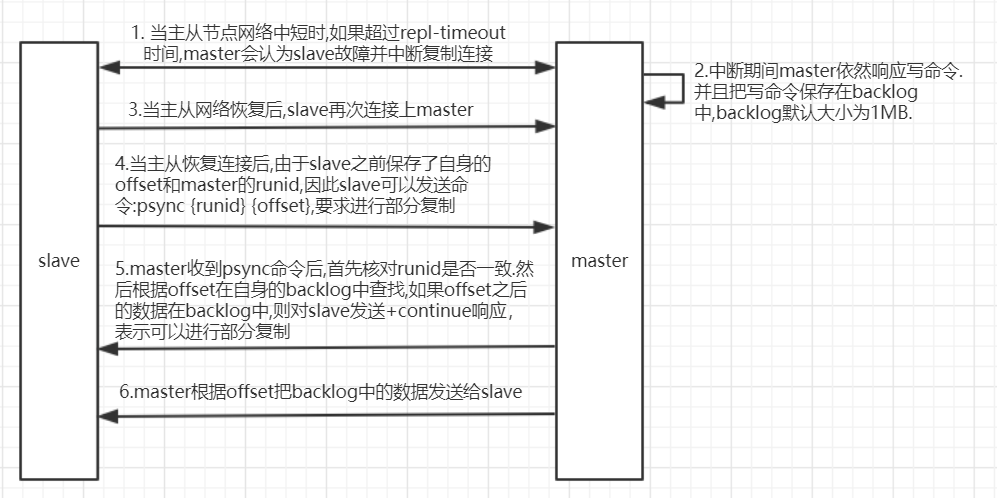 1. 当主从节点网络中短时,如果超过repl-timeout
时间,master会认为slave故障并中断复制连接
2.中断期间master依然响应写命令.
并且把写命令保存在backlog
中,backlog默认大小为1MB.
3.当主从网络恢复后,slave再次连接上master
4.当主从恢复连接后,由于slave之前保存了自身的
offset和master的runid,因此slave可以发送命
令:psync {runid} {offset},要求进行部分复制
slave
master
5.master收到psync命令后,首先核对runid是否一致.然
后根据offset在自身的backlog中查找,如果offset之后
的数据在backlog中,则对slave发送+continue响应，
表示可以进行部分复制
6.master根据offset把backlog中的数据发送给slave